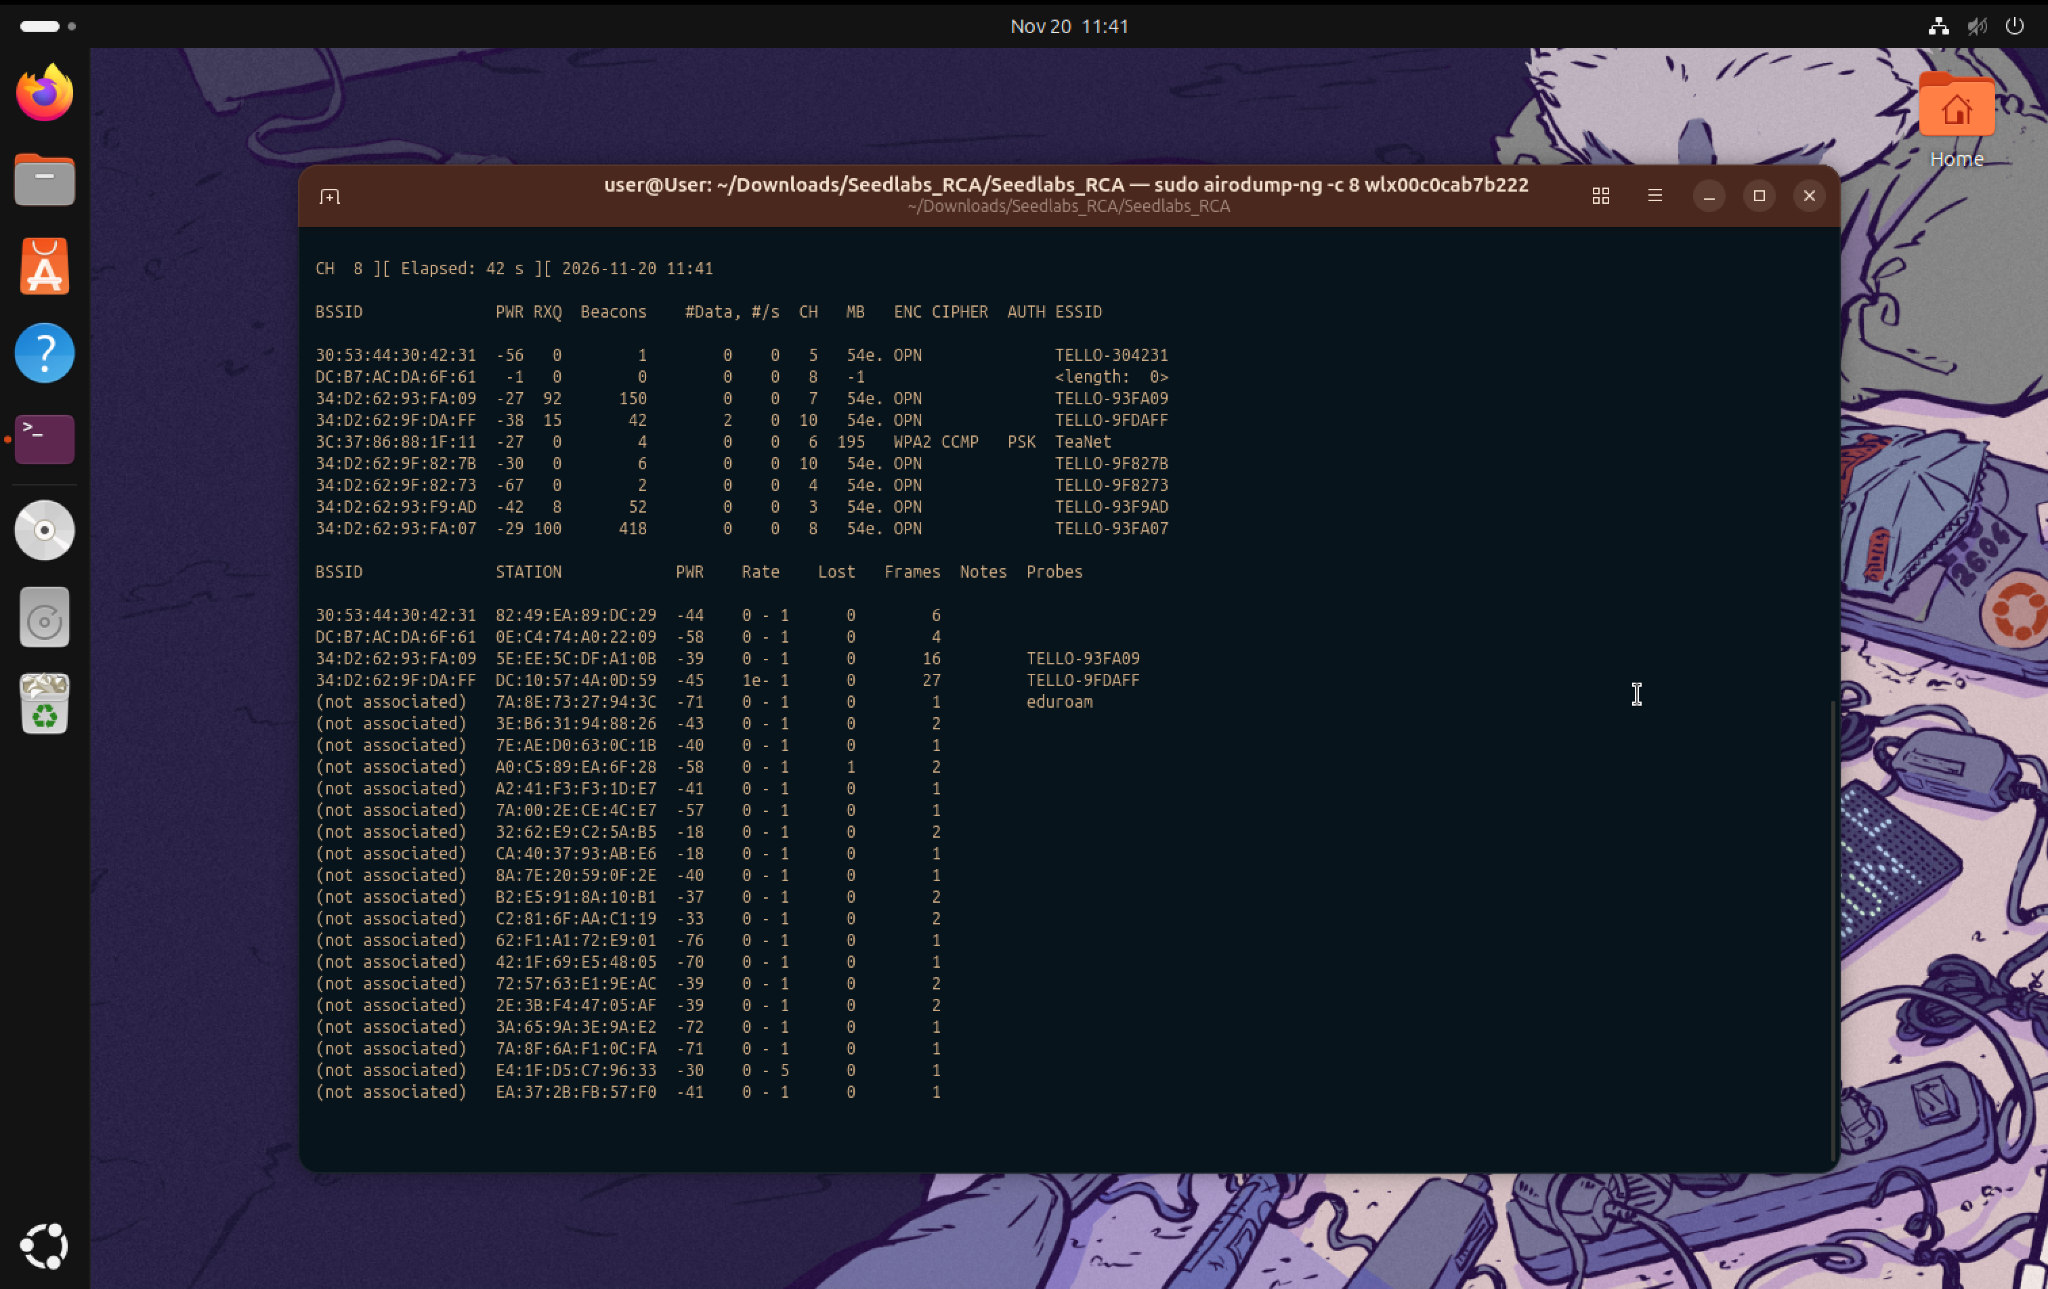 Nov 20 11:41
Home
user@User: ~/Downloads/Seedlabs_RCA/Seedlabs_RCA — sudo airodump-ng -c 8 wlx00c0cab7b222
~/Downloads/Seedlabs_RCA/Seedlabs_RCA
CH 8 ][ Elapsed: 42 s ][ 2026-11-20 11:41
BSSID PWR RXQ Beacons #Data, #/s CH MB ENC CIPHER AUTH ESSID
30:53:44:30:42:31 -56 0 1 0 0 5 54e. OPN TELLO-304231
DC:B7:AC:DA:6F:61 -1 0 0 0 0 8 -1 <length: 0>
34:D2:62:93:FA:09 -27 92 150 0 0 7 54e. OPN TELLO-93FA09
34:D2:62:9F:DA:FF -38 15 42 2 0 10 54e. OPN TELLO-9FDAFF
3C:37:86:88:1F:11 -27 0 4 0 0 6 195 WPA2 CCMP PSK TeaNet
34:D2:62:9F:82:7B -30 0 6 0 0 10 54e. OPN TELLO-9F827B
34:D2:62:9F:82:73 -67 0 2 0 0 4 54e. OPN TELLO-9F8273
34:D2:62:93:F9:AD -42 8 52 0 0 3 54e. OPN TELLO-93F9AD
34:D2:62:93:FA:07 -29 100 418 0 0 8 54e. OPN TELLO-93FA07
BSSID STATION PWR Rate Lost Frames Notes Probes
30:53:44:30:42:31 82:49:EA:89:DC:29 -44 0 - 1 0 6
DC:B7:AC:DA:6F:61 0E:C4:74:A0:22:09 -58 0 - 1 0 4
34:D2:62:93:FA:09 5E:EE:5C:DF:A1:0B -39 0 - 1 0 16 TELLO-93FA09
34:D2:62:9F:DA:FF DC:10:57:4A:0D:59 -45 1e- 1 0 27 TELLO-9FDAFF
(not associated) 7A:8E:73:27:94:3C -71 0 - 1 0 1 eduroam
(not associated) 3E:B6:31:94:88:26 -43 0 - 1 0 2
(not associated) 7E:AE:D0:63:0C:1B -40 0 - 1 0 1
(not associated) A0:C5:89:EA:6F:28 -58 0 - 1 1 2
(not associated) A2:41:F3:F3:1D:E7 -41 0 - 1 0 1
(not associated) 7A:00:2E:CE:4C:E7 -57 0 - 1 0 1
(not associated) 32:62:E9:C2:5A:B5 -18 0 - 1 0 2
(not associated) CA:40:37:93:AB:E6 -18 0 - 1 0 1
(not associated) 8A:7E:20:59:0F:2E -40 0 - 1 0 1
(not associated) B2:E5:91:8A:10:B1 -37 0 - 1 0 2
(not associated) C2:81:6F:AA:C1:19 -33 0 - 1 0 2
(not associated) 62:F1:A1:72:E9:01 -76 0 - 1 0 1
(not associated) 42:1F:69:E5:48:05 -70 0 - 1 0 1
(not associated) 72:57:63:E1:9E:AC -39 0 - 1 0 2
(not associated) 2E:3B:F4:47:05:AF -39 0 - 1 0 2
(not associated) 3A:65:9A:3E:9A:E2 -72 0 - 1 0 1
(not associated) 7A:8F:6A:F1:0C:FA -71 0 - 1 0 1
(not associated) E4:1F:D5:C7:96:33 -30 0 - 5 0 1
(not associated) EA:37:2B:FB:57:F0 -41 0 - 1 0 1
26.04